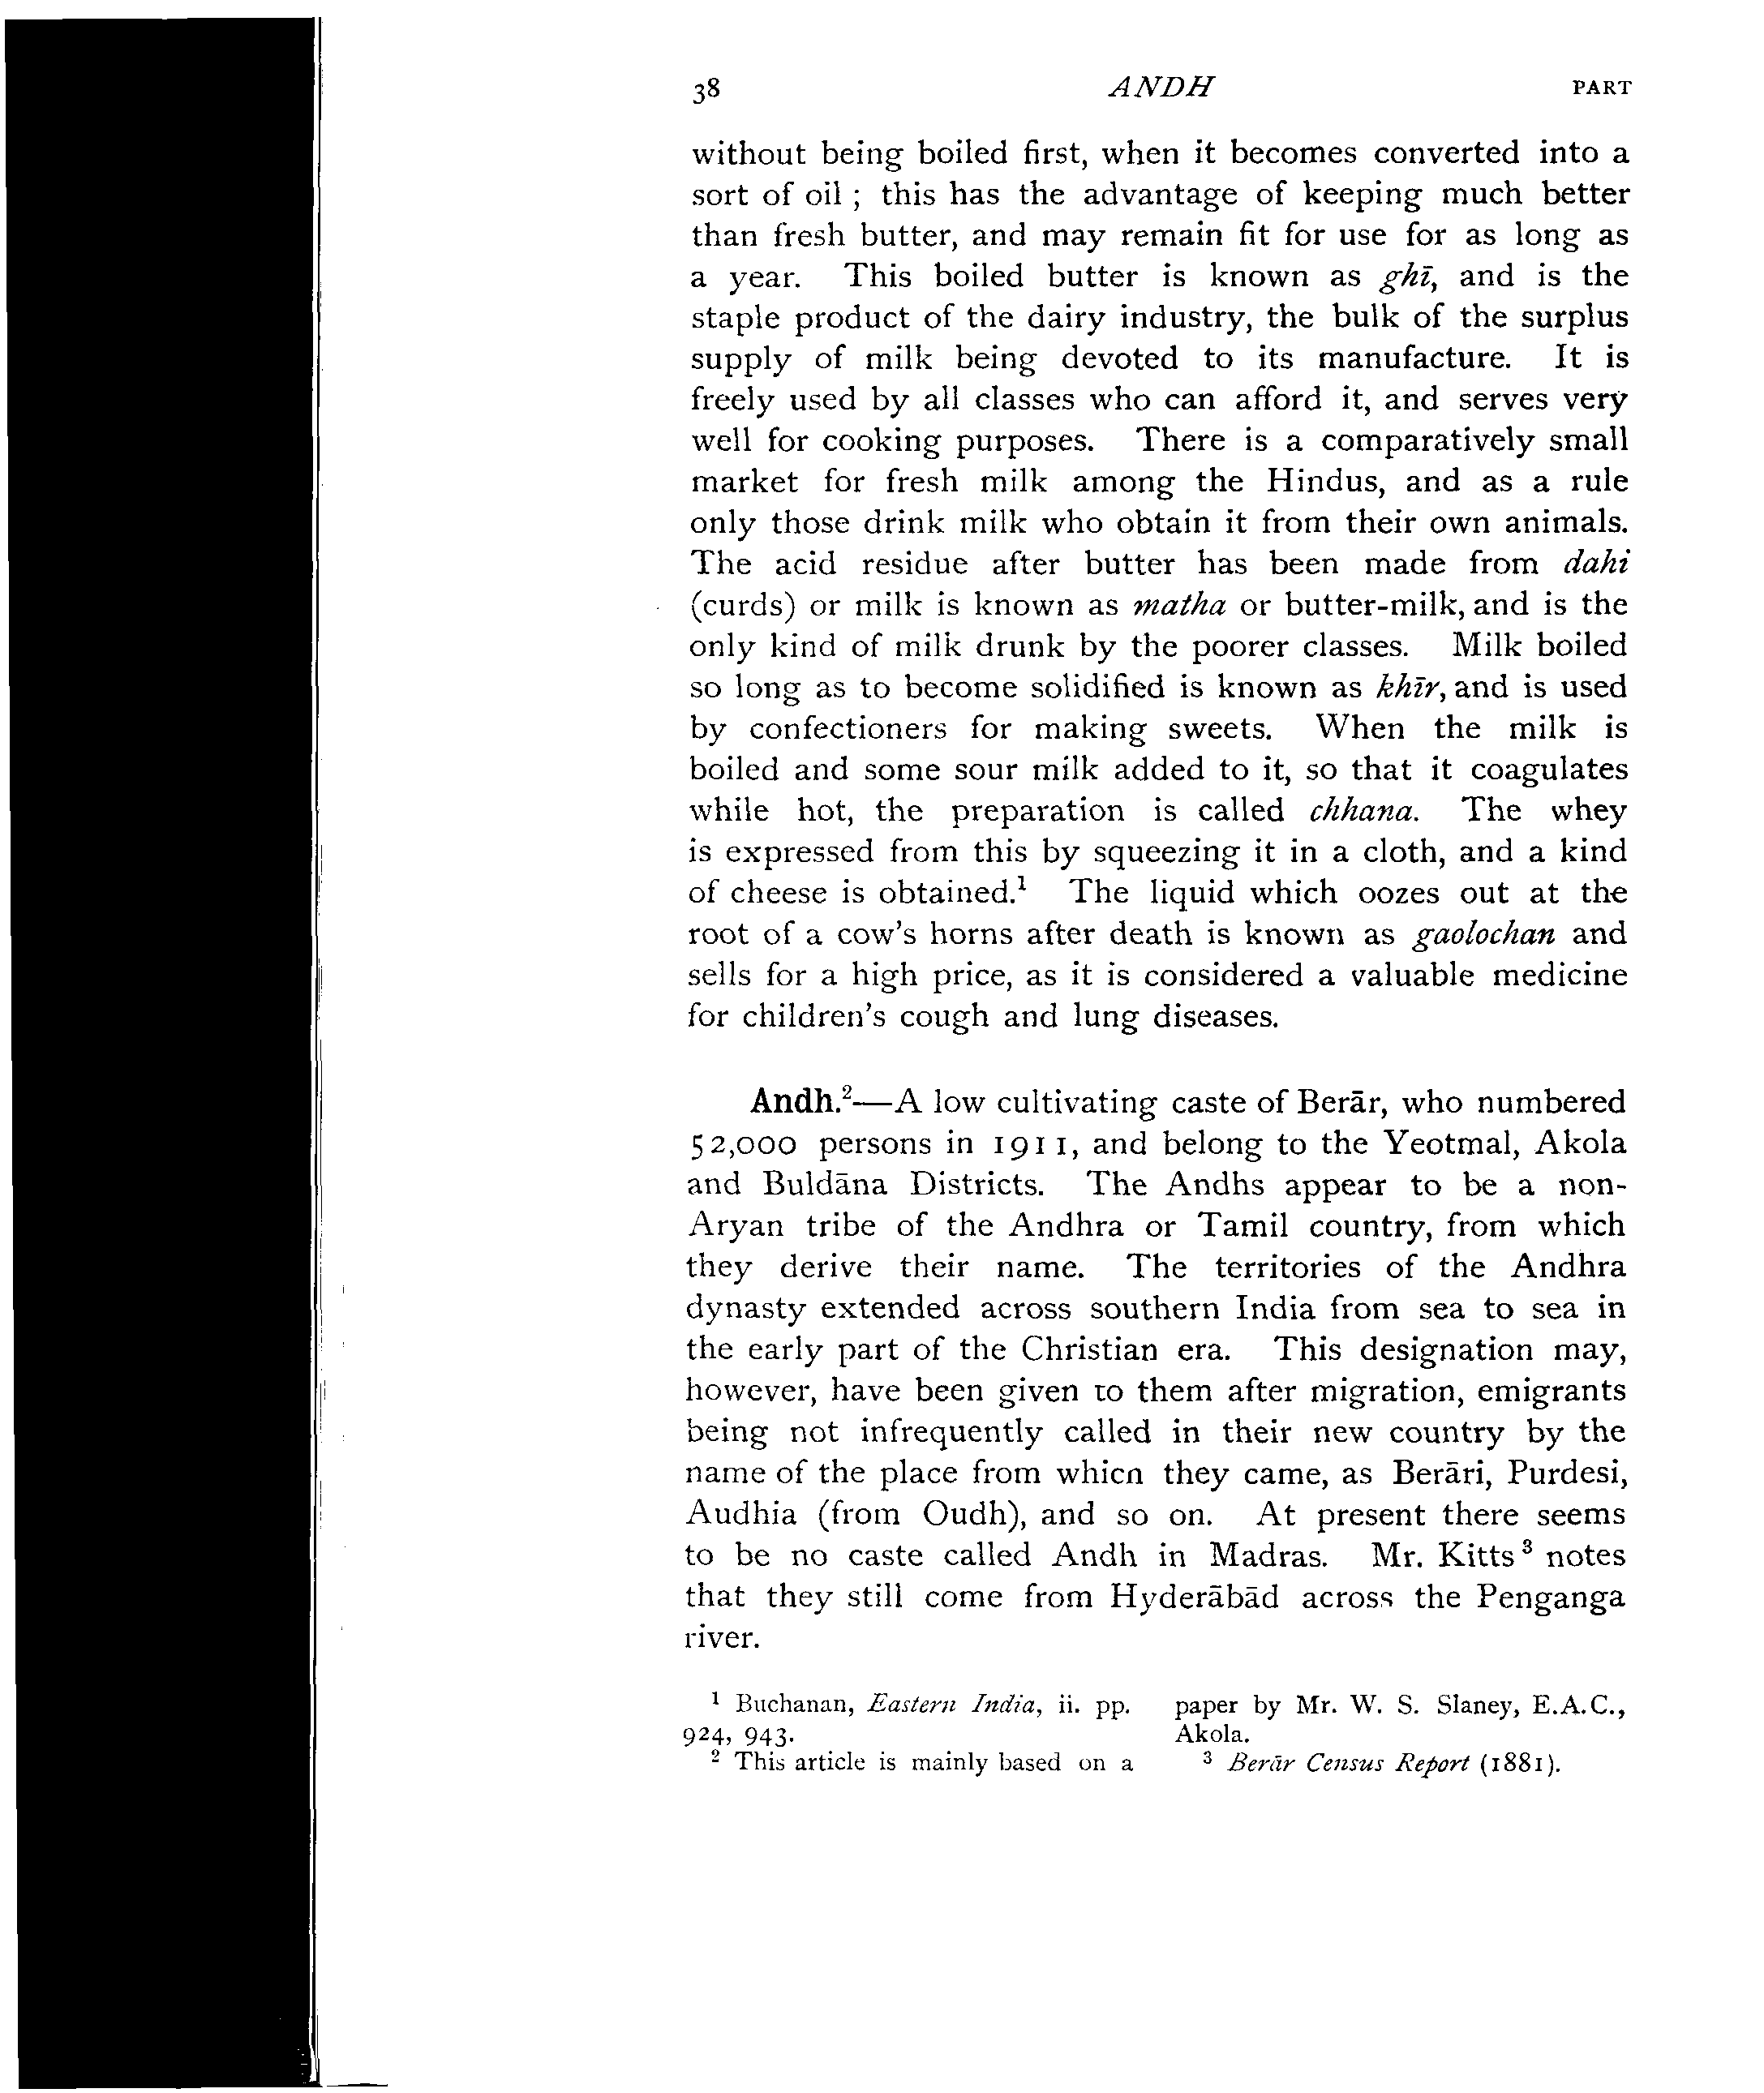 38 ANDH PART
without being boiled first, when it becomes converted into a
sort of oil ; this has the advantage of keeping much better
than fresh butter, and may remain fit for use for as long as
a year. This boiled butter is known as ghī, and is the
staple product of the dairy industry, the bulk of the surplus
supply of milk being devoted to its manufacture. It is
freely used by all classes who can afford it, and serves very
well for cooking purposes. There is a comparatively small
market for fresh milk among the Hindus, and as a rule
only those drink milk who obtain it from their own animals.
The acid residue after butter has been made from dahi
(curds) or milk is known as matha or butter-milk, and is the
only kind of milk drunk by the poorer classes. Milk boiled
so long as to become solidified is known as khīr, and is used
by confectioners for making sweets. When the milk is
boiled and some sour milk added to it, so that it coagulates
while hot, the preparation is called chhana. The whey
is expressed from this by squeezing it in a cloth, and a kind
of cheese is obtained.¹ The liquid which oozes out at the
root of a cow's horns after death is known as gaolochan and
sells for a high price, as it is considered a valuable medicine
for children's cough and lung diseases.
Andh.²—A low cultivating caste of Berār, who numbered
52,000 persons in 1911, and belong to the Yeotmal, Akola
and Buldāna Districts. The Andhs appear to be a non-
Aryan tribe of the Andhra or Tamil country, from which
they derive their name. The territories of the Andhra
dynasty extended across southern India from sea to sea in
the early part of the Christian era. This designation may,
however, have been given to them after migration, emigrants
being not infrequently called in their new country by the
name of the place from which they came, as Berāri, Purdesi,
Audhia (from Oudh), and so on. At present there seems
to be no caste called Andh in Madras. Mr. Kitts³ notes
that they still come from Hyderābād across the Penganga
river.
¹ Buchanan, Eastern India, ii. pp.
924, 943.
² This article is mainly based on a
paper by Mr. W. S. Slaney, E.A.C.,
Akola.
³ Berār Census Report (1881).